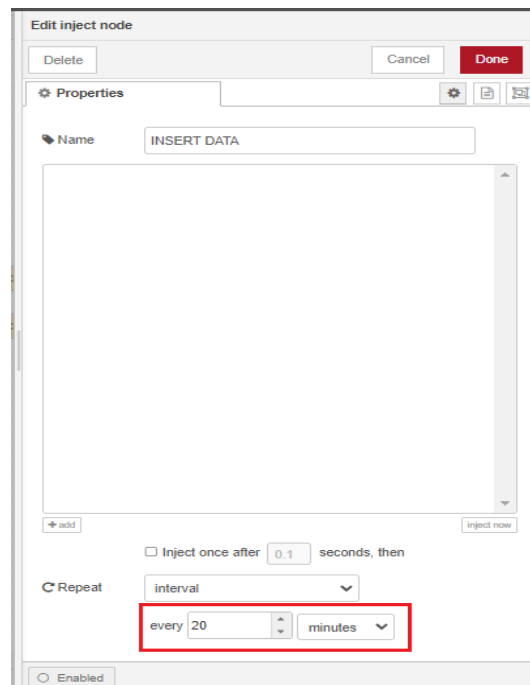 Edit inject node
Delete Cancel Done
Properties
Name INSERT DATA
add inject now
Inject once after 0.1 seconds, then
Repeat interval
every 20 minutes
Enabled